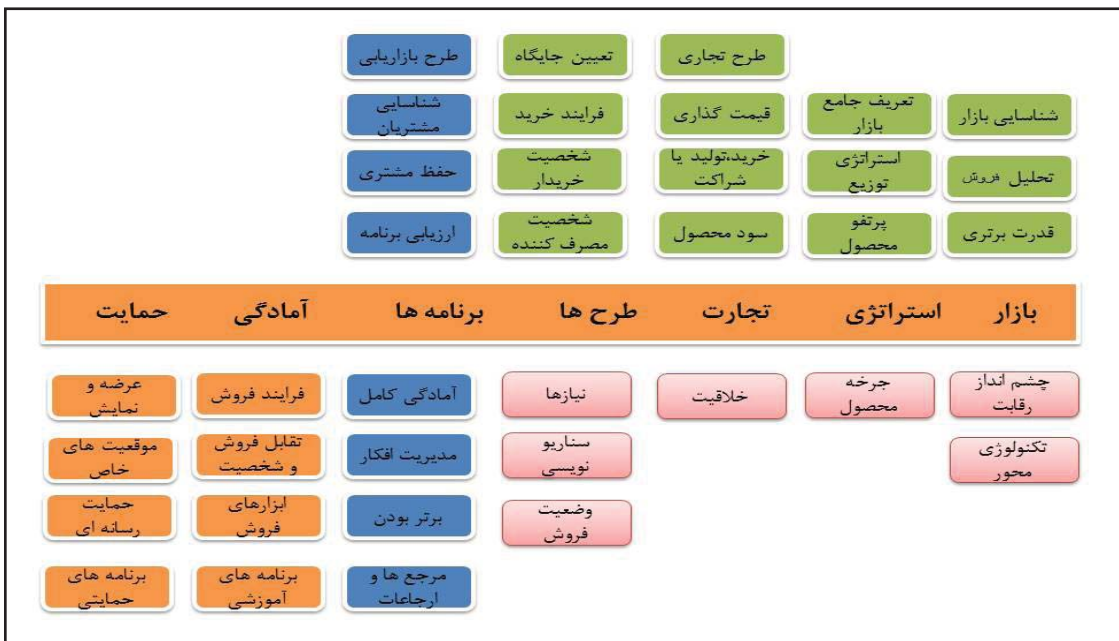 طرح تجاری
تعیین جایگاه
طرح بازاریابی
شناسایی بازار
تعریف جامع
بازار
قیمت گذاری
فرایند خرید
شناسایی
مشتریان
تحلیل فروش
استراتژی
توزیع
خرید،تولید یا
شراکت
شخصیت
خریدار
حفظ مشتری
قدرت برتری
پرتفو
محصول
سود محصول
شخصیت
مصرف کننده
ارزیابی برنامه
بازار
استراتژی
تجارت
طرح ها
برنامه ها
آمادگی
حمایت
چشم انداز
رقابت
جرخه
محصول
خلاقیت
نیازها
آمادگی کامل
فرایند فروش
عرضه و
نمایش
تکنولوژی
محور
سناریو
نویسی
مدیریت افکار
تقابل فروش
و شخصیت
موقعیت های
خاص
وضعیت
فروش
برتر بودن
ابزارهای
فروش
حمایت
رسانه ای
مرجع ها و
ارجاعات
برنامه های
آموزشی
برنامه های
حمایتی